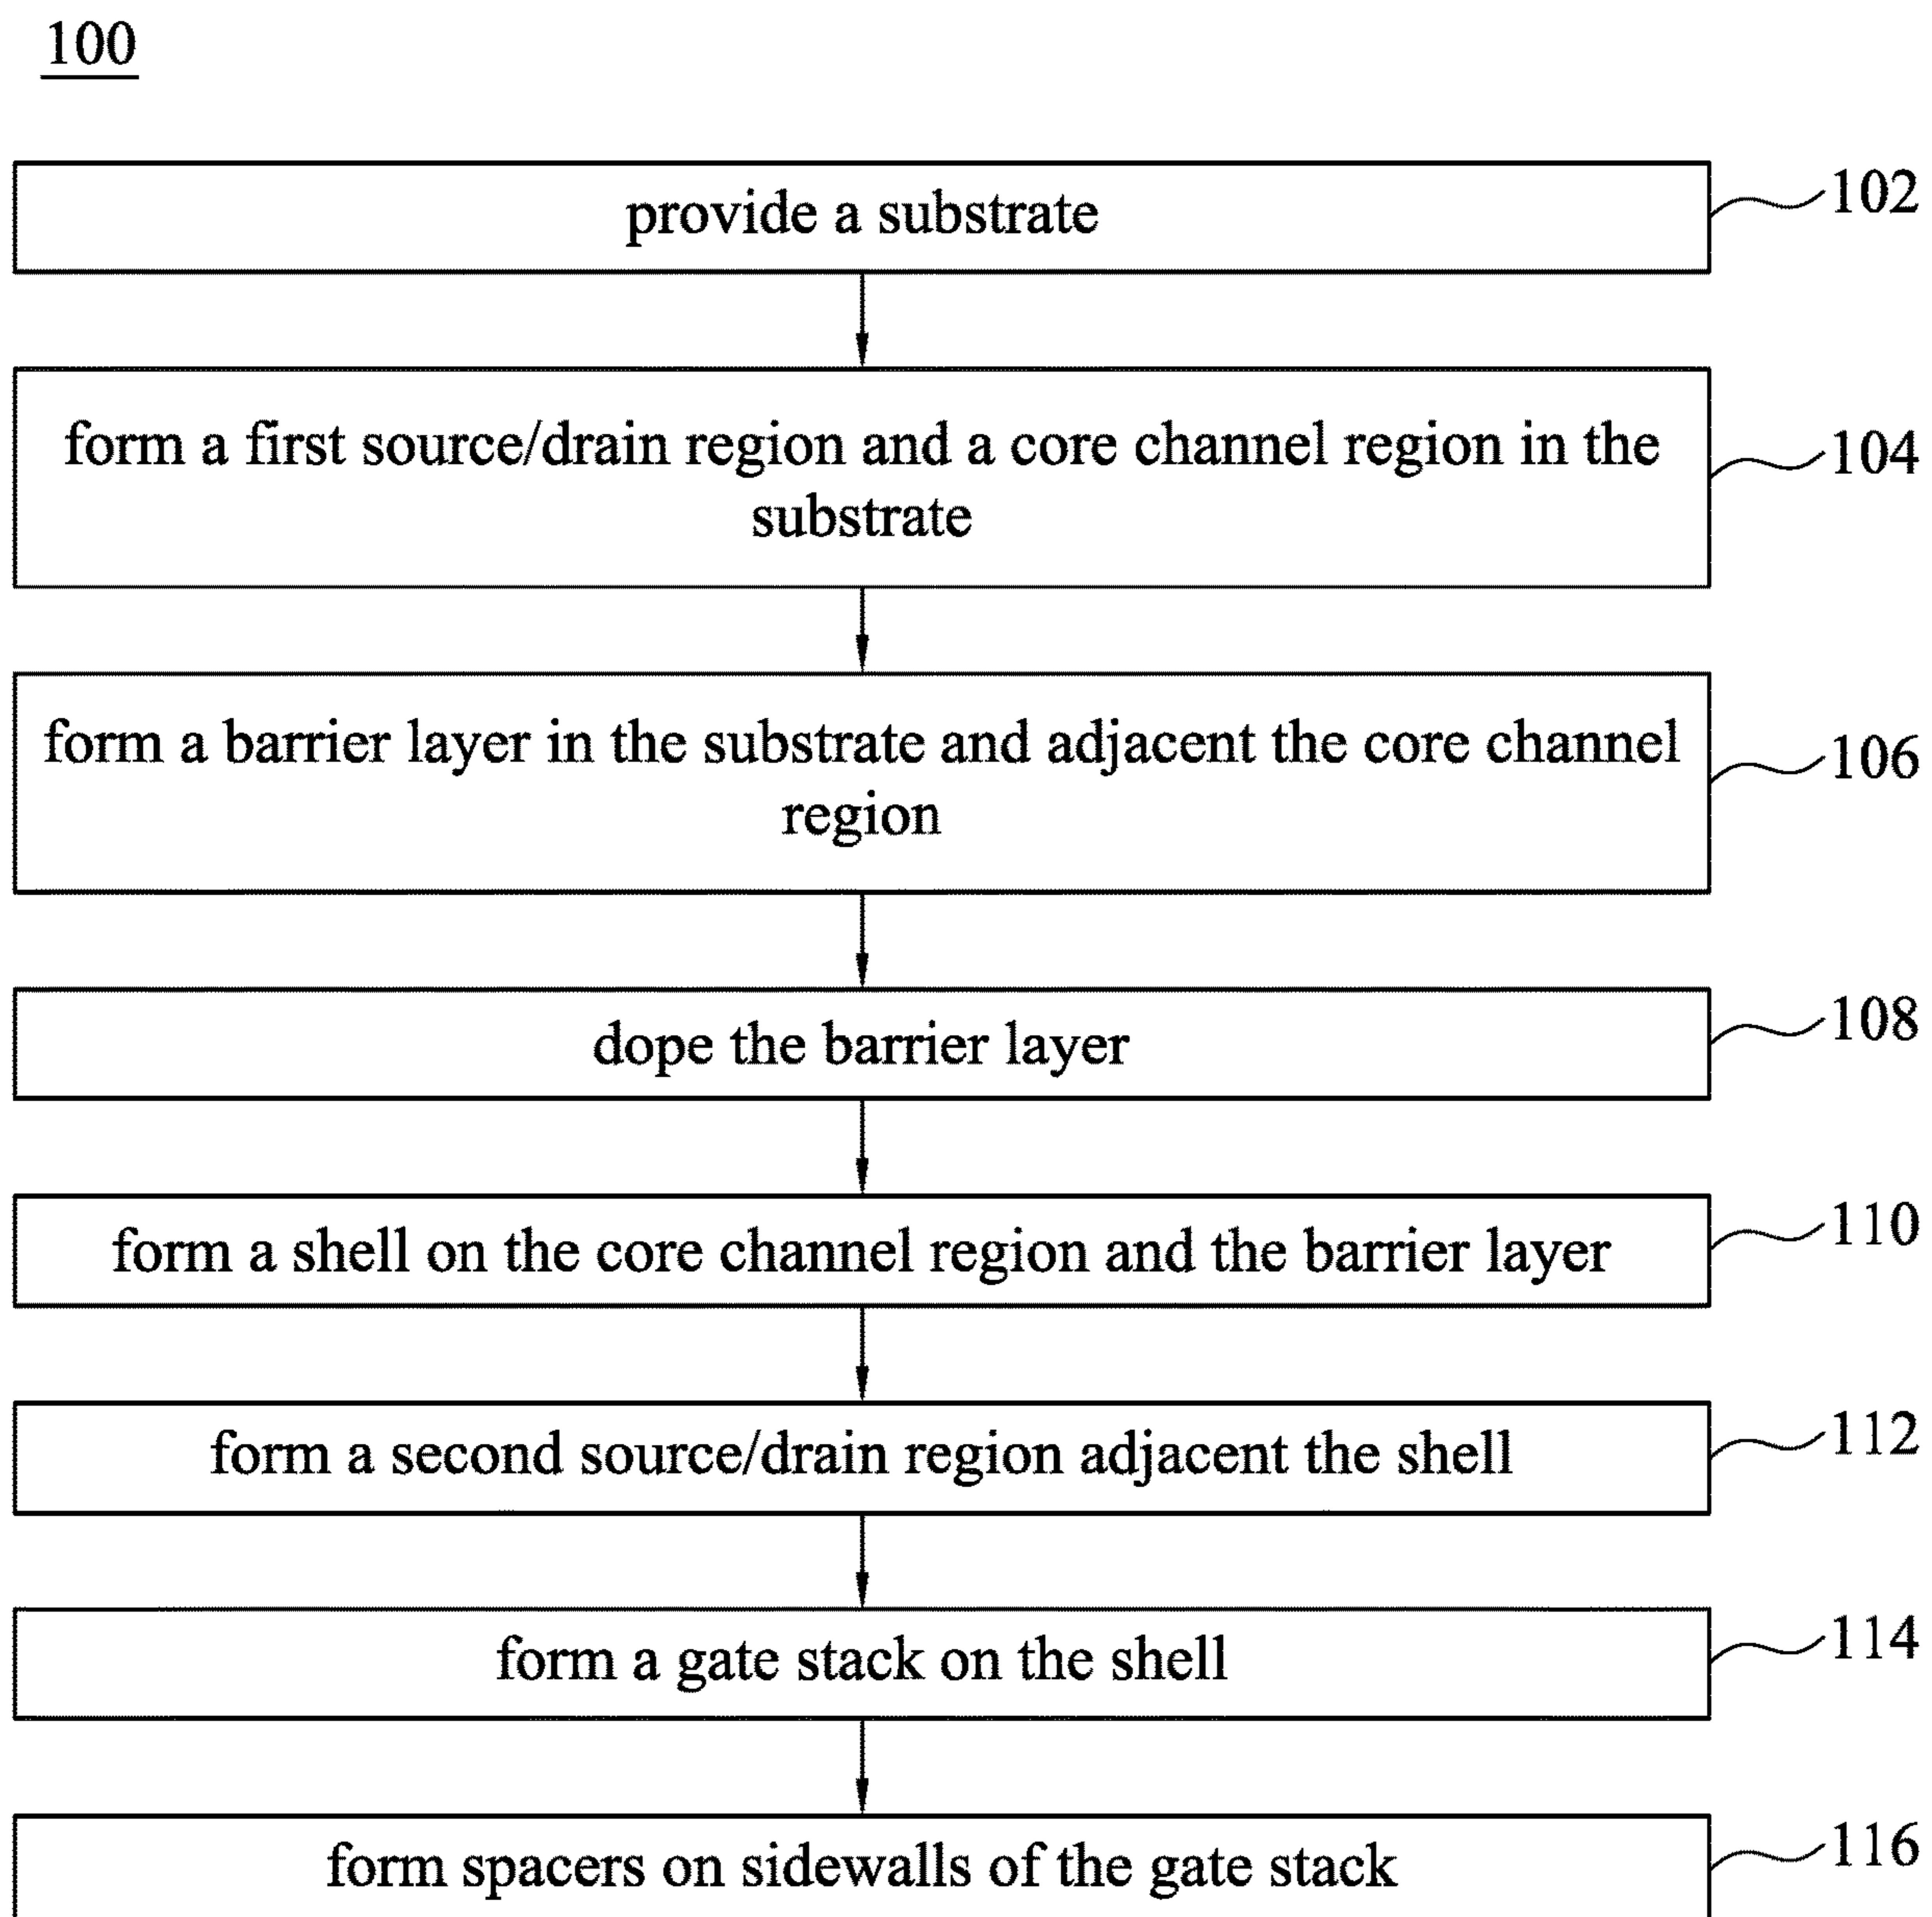 100
provide a substrate
102
form a first source/drain region and a core channel region in the
substrate
104
form a barrier layer in the substrate and adjacent the core channel
region
106
dope the barrier layer
108
form a shell on the core channel region and the barrier layer
110
form a second source/drain region adjacent the shell
112
form a gate stack on the shell
114
form spacers on sidewalls of the gate stack
116